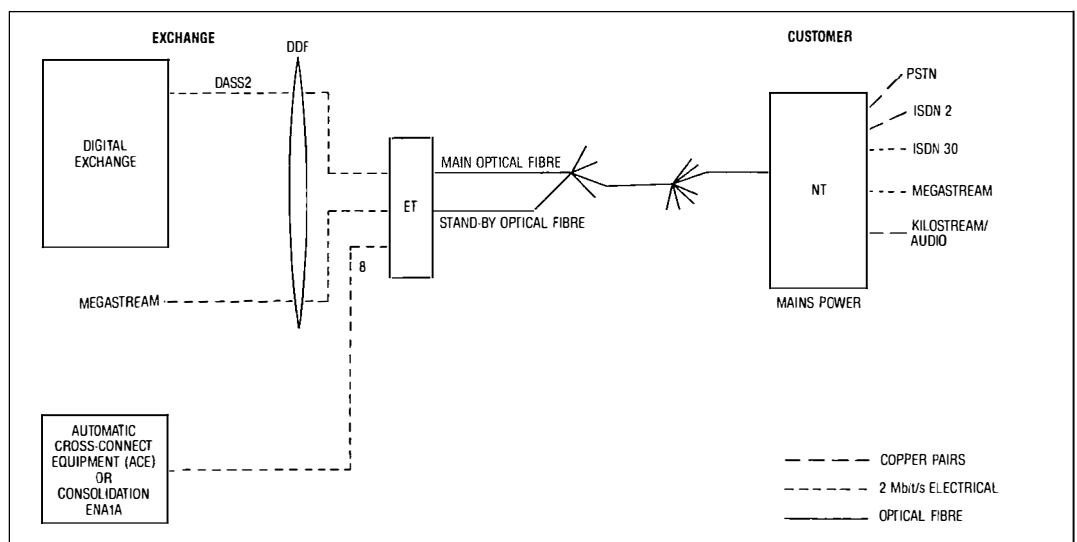 EXCHANGE
CUSTOMER
DDF
DASS2
DIGITAL
EXCHANGE
MAIN OPTICAL FIBRE
ET
STAND-BY OPTICAL FIBRE
8
MEGASTREAM
AUTOMATIC
CROSS-CONNECT
EQUIPMENT (ACE)
OR
CONSOLIDATION
ENA1A
NT
MAINS POWER
PSTN
ISDN 2
ISDN 30
MEGASTREAM
KILOSTREAM/
AUDIO
COPPER PAIRS
2 Mbit/s ELECTRICAL
OPTICAL FIBRE